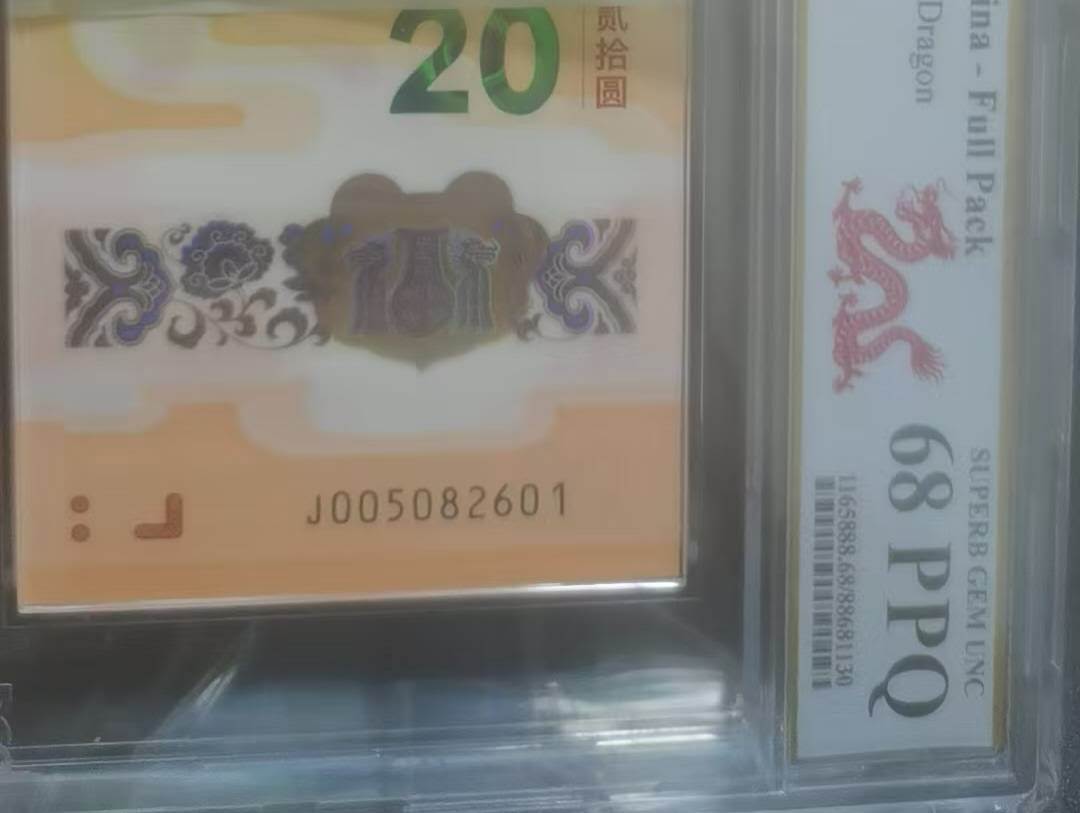 20
贰拾圆
J005082601
ina - Full Pack
Dragon
SUPERB GEM UNC
68 PPQ
1165888.68/88681130